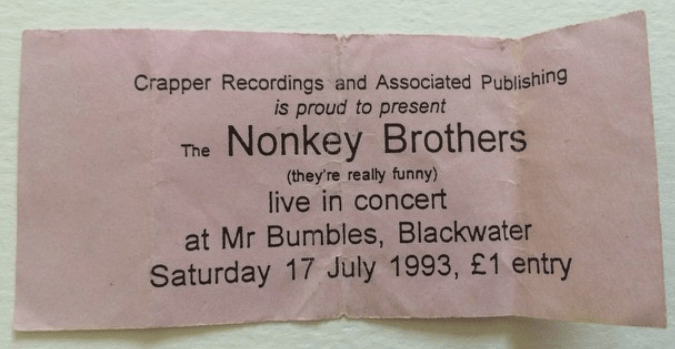 Crapper Recordings and Associated Publishing
is proud to present
The Nonkey Brothers
(they're really funny)
live in concert
at Mr Bumbles, Blackwater
Saturday 17 July 1993, £1 entry